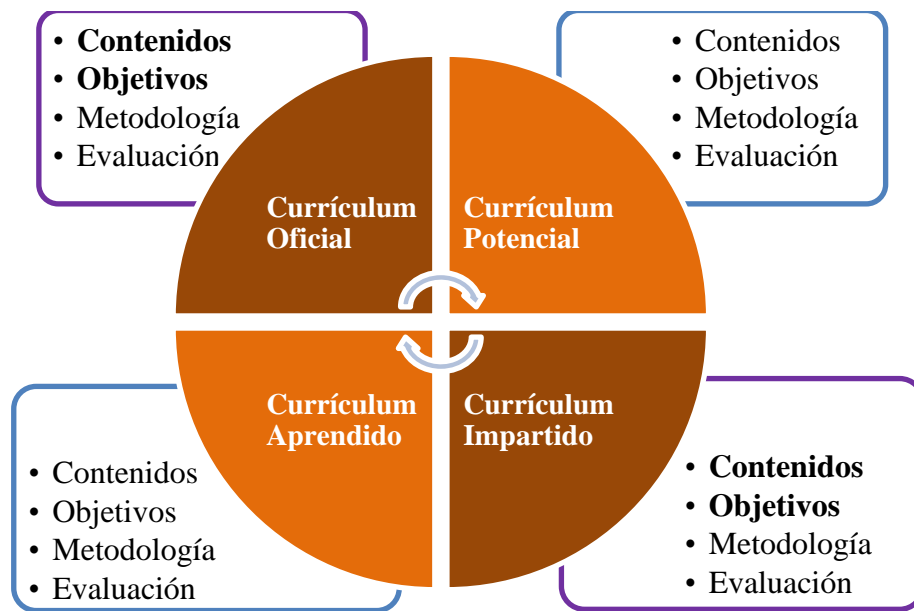 • Contenidos
• Objetivos
• Metodología
• Evaluación
• Contenidos
• Objetivos
• Metodología
• Evaluación
Currículum
Oficial
Currículum
Potencial
Currículum
Aprendido
Currículum
Impartido
• Contenidos
• Objetivos
• Metodología
• Evaluación
• Contenidos
• Objetivos
• Metodología
• Evaluación